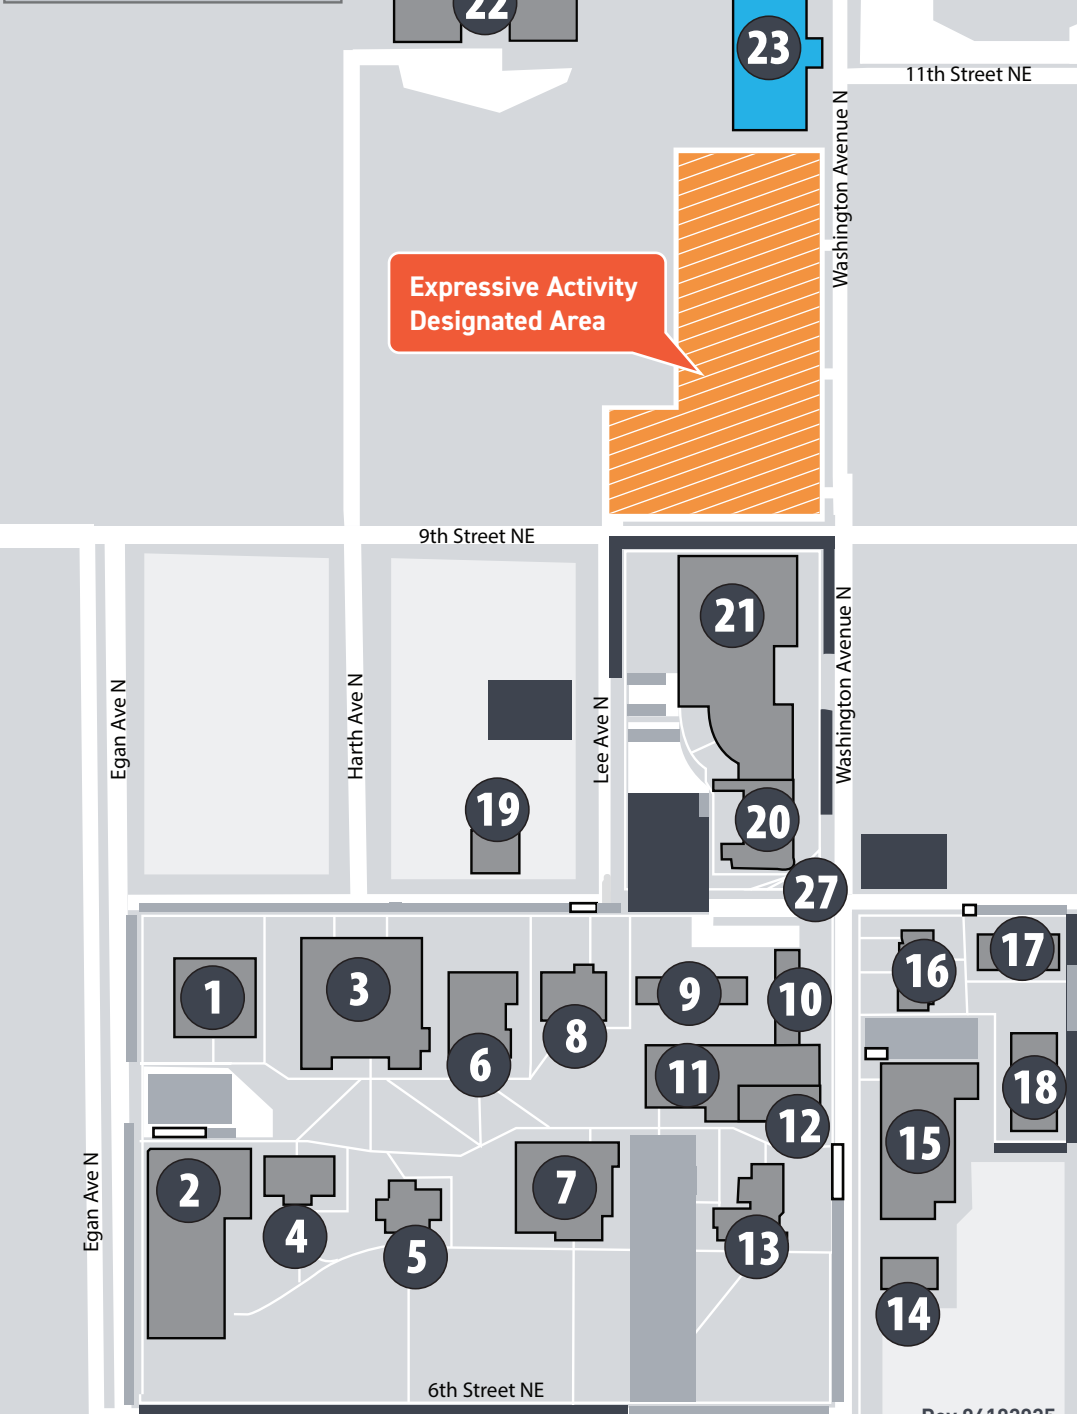 22
23
11th Street NE
Washington Avenue N
Expressive Activity
Designated Area
9th Street NE
21
Egan Ave N
Harth Ave N
Lee Ave N
Washington Avenue N
19
20
27
1
3
6
8
9
10
16
17
11
12
18
15
2
4
5
7
13
14
Egan Ave N
6th Street NE